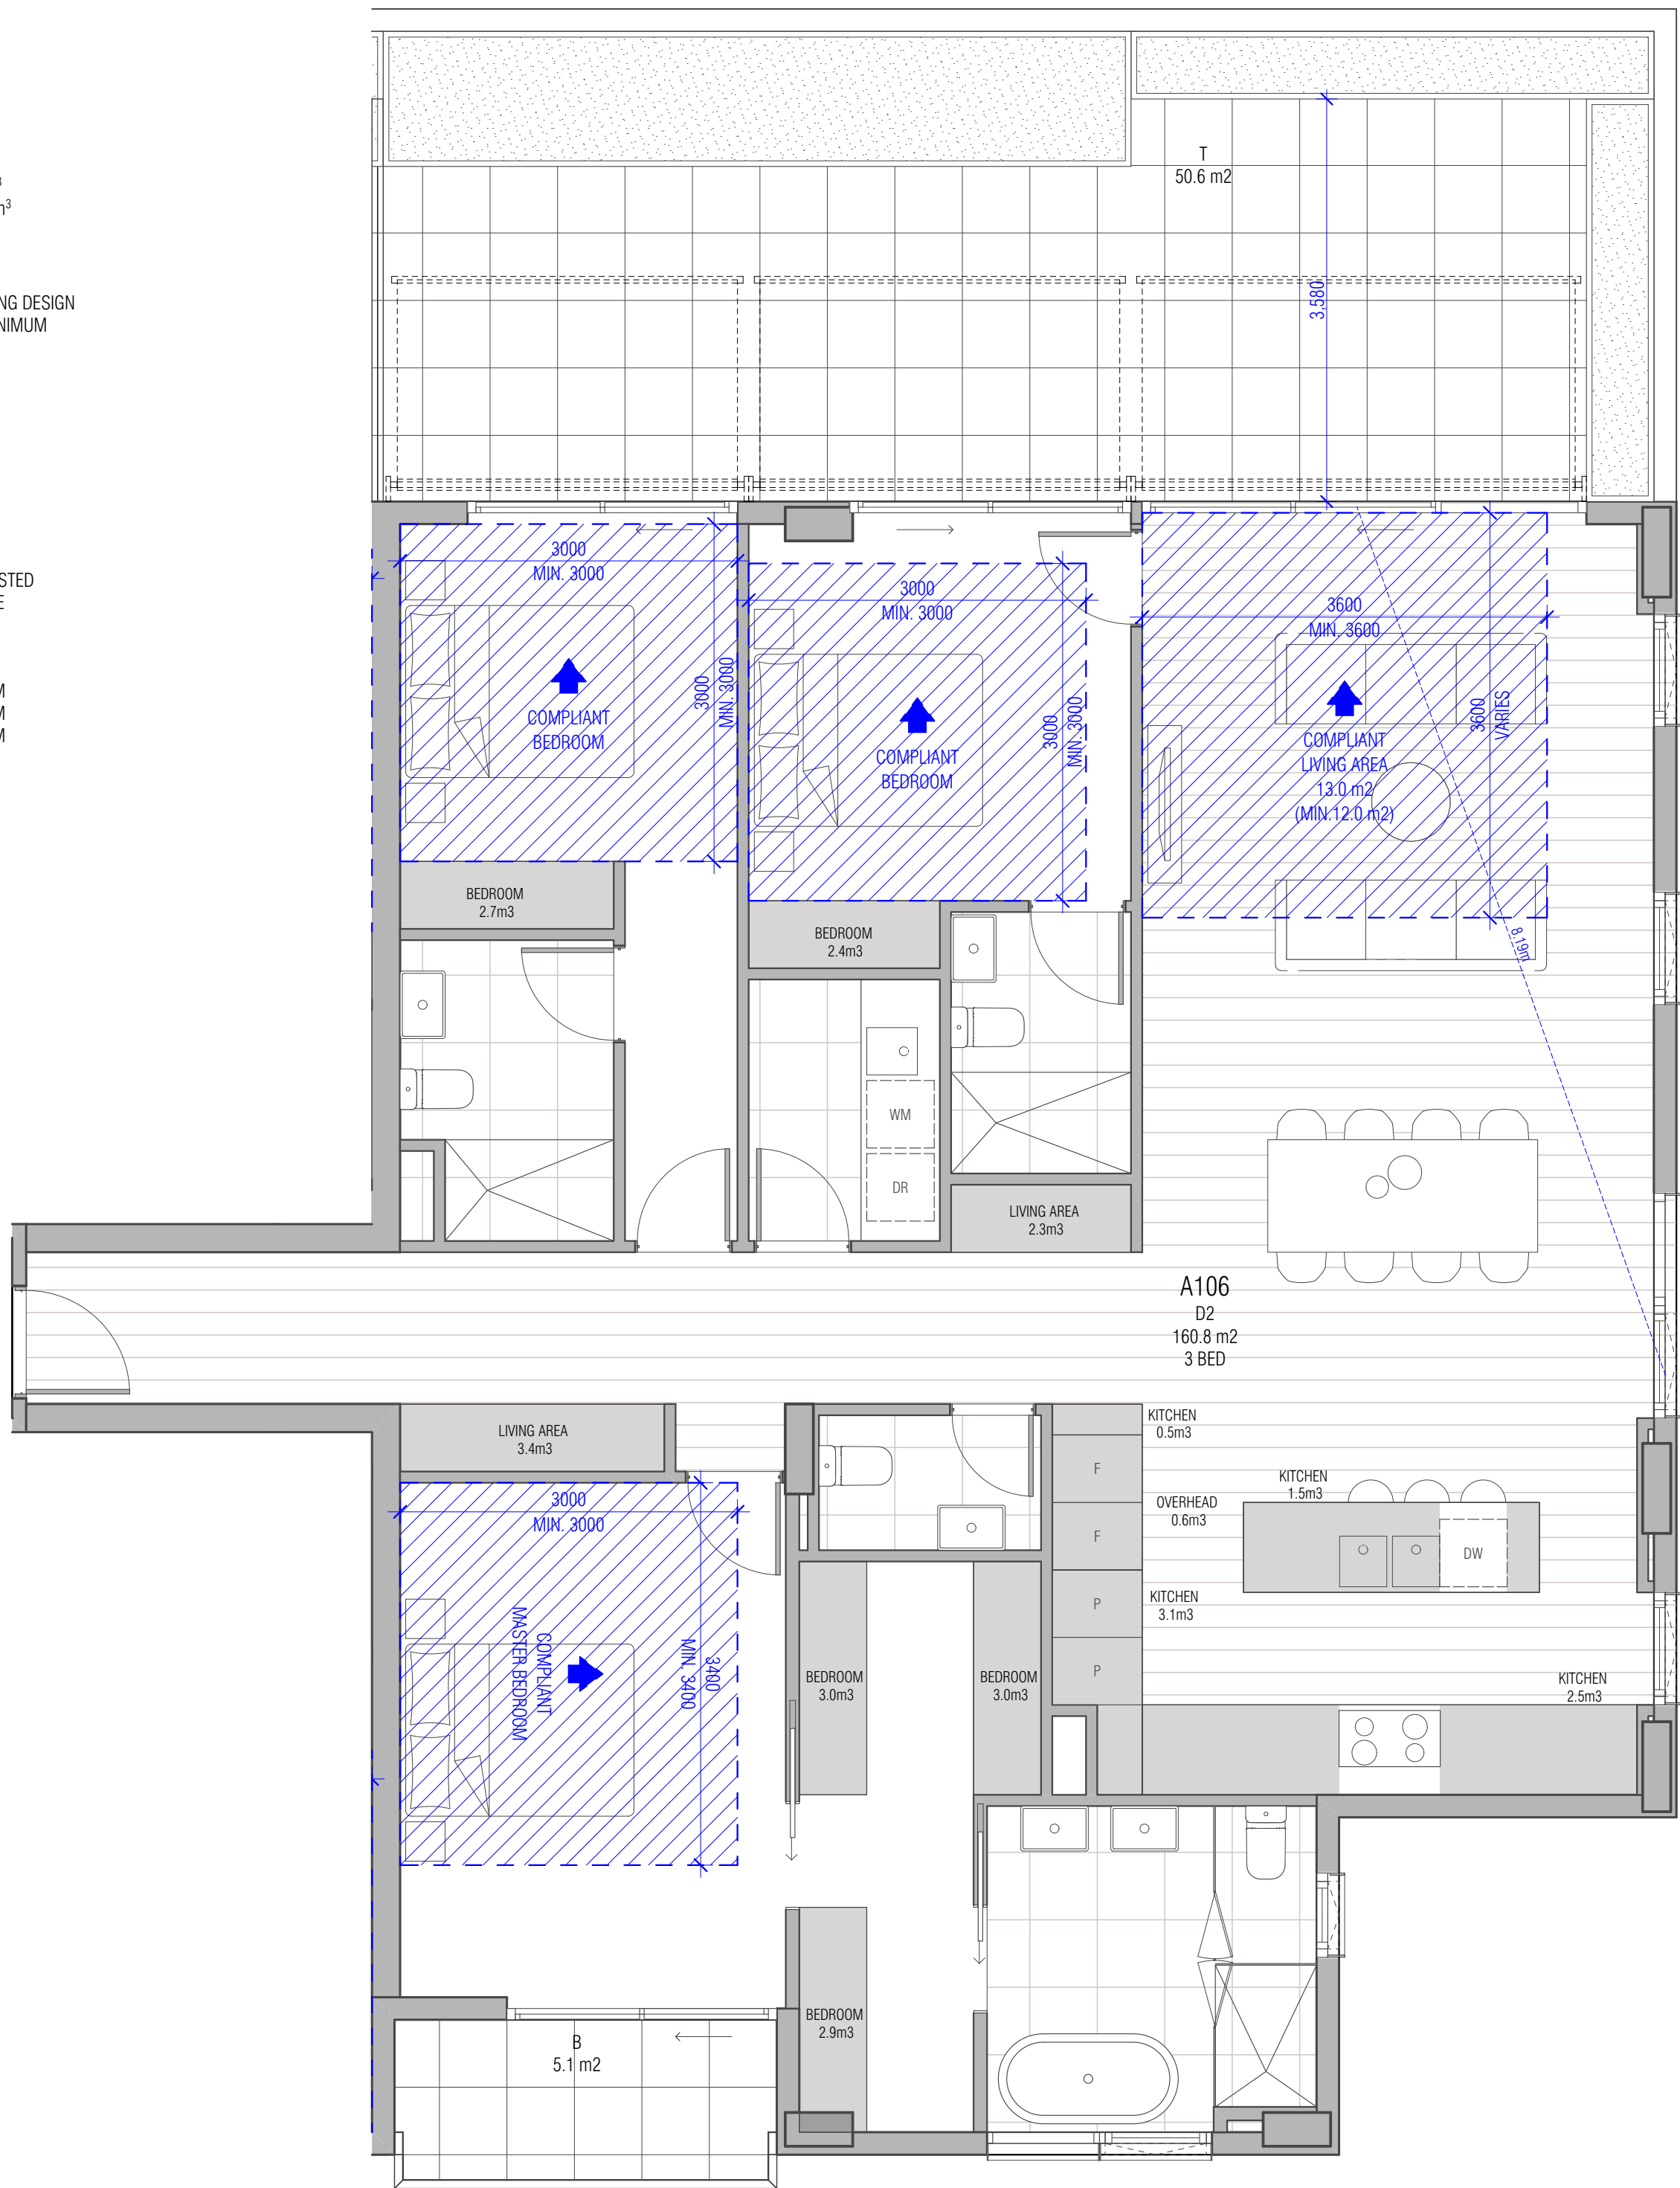 T
50.6 m2
3
m³
NG DESIGN
NIMUM
3,580
STED
E
M
M
M
3000
MIN. 3000
3000
MIN. 3000
COMPLIANT
BEDROOM
3000
MIN. 3000
3000
MIN. 3000
COMPLIANT
BEDROOM
3600
MIN. 3600
3600
VARIES
COMPLIANT
LIVING AREA
13.0 m2
(MIN.12.0 m2)
8.19m
BEDROOM
2.7m3
BEDROOM
2.4m3
WM
DR
LIVING AREA
2.3m3
A106
D2
160.8 m2
3 BED
LIVING AREA
3.4m3
KITCHEN
0.5m3
F
F
P
P
OVERHEAD
0.6m3
KITCHEN
1.5m3
DW
KITCHEN
3.1m3
KITCHEN
2.5m3
3000
MIN. 3000
3400
MIN. 3400
COMPLIANT
MASTER BEDROOM
BEDROOM
3.0m3
BEDROOM
3.0m3
BEDROOM
2.9m3
B
5.1 m2